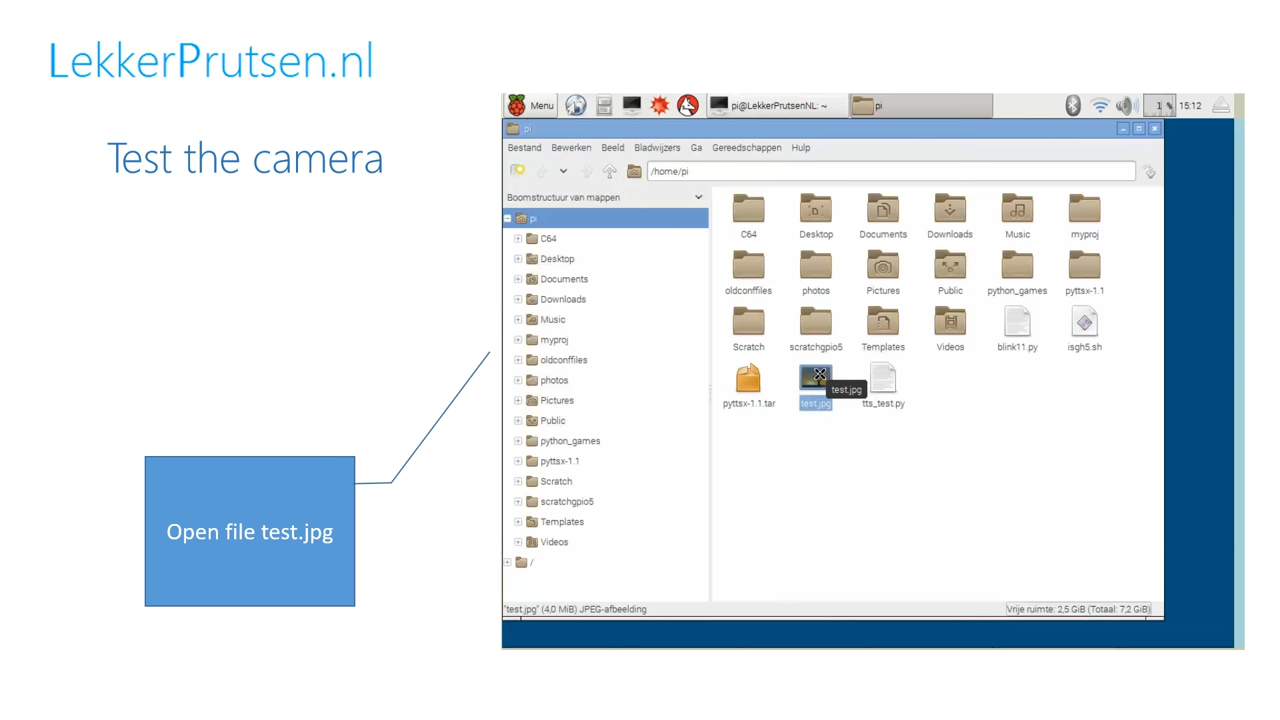 LekkerPrutsen.nl
Test the camera
Open file test.jpg
Menu pi@LekkerPrutsenNL: ~ pi 1 % 15:12
pi
Bestand Bewerken Beeld Bladwijzers Ga Gereedschappen Hulp
/home/pi
Boomstructuur van mappen
pi
C64
Desktop
Documents
Downloads
Music
myproj
oldconffiles
photos
Pictures
Public
python_games
pyttsx-1.1
Scratch
scratchgpio5
Templates
Videos
/
C64 Desktop Documents Downloads Music myproj
oldconffiles photos Pictures Public python_games pyttsx-1.1
Scratch scratchgpio5 Templates Videos blink11.py isgh5.sh
test.jpg
pyttsx-1.1.tar test.jpg tts_test.py
"test.jpg" (4,0 MiB) JPEG-afbeelding Vrije ruimte: 2,5 GiB (Totaal: 7,2 GiB)